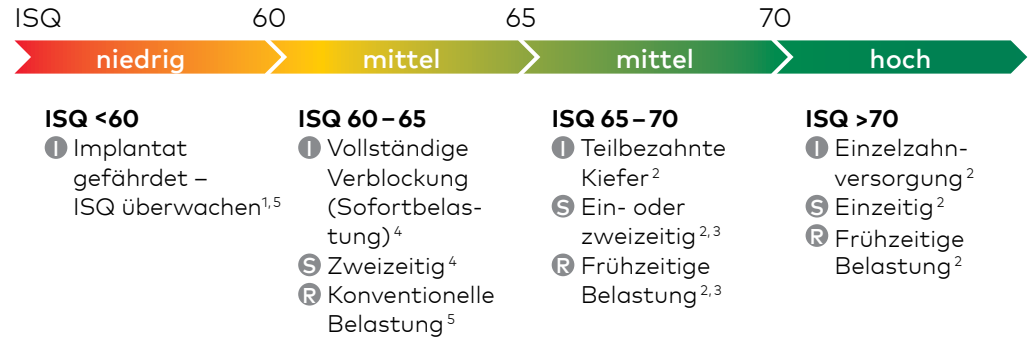 ISQ 60 65 70
niedrig mittel mittel hoch
ISQ <60
I Implantat
gefährdet –
ISQ überwachen1,5
ISQ 60–65
I Vollständige
Verblockung
(Sofortbelas-
tung)4
S Zweizeitig4
R Konventionelle
Belastung5
ISQ 65–70
I Teilbezahnte
Kiefer2
S Ein- oder
zweizeitig2,3
R Frühzeitige
Belastung2,3
ISQ >70
I Einzelzahn-
versorgung2
S Einzeitig2
R Frühzeitige
Belastung2